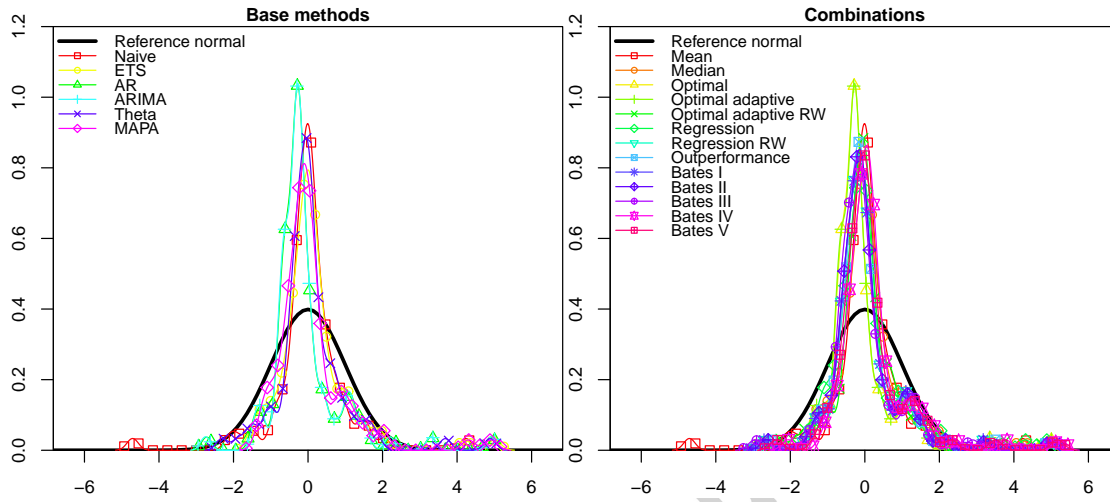 Base methods
1.2
1.0
0.8
0.6
0.4
0.2
0.0
Reference normal
Naive
ETS
AR
ARIMA
Theta
MAPA
−6 −4 −2 0 2 4 6
Combinations
1.2
1.0
0.8
0.6
0.4
0.2
0.0
Reference normal
Mean
Median
Optimal
Optimal adaptive
Optimal adaptive RW
Regression
Regression RW
Outperformance
Bates I
Bates II
Bates III
Bates IV
Bates V
−6 −4 −2 0 2 4 6